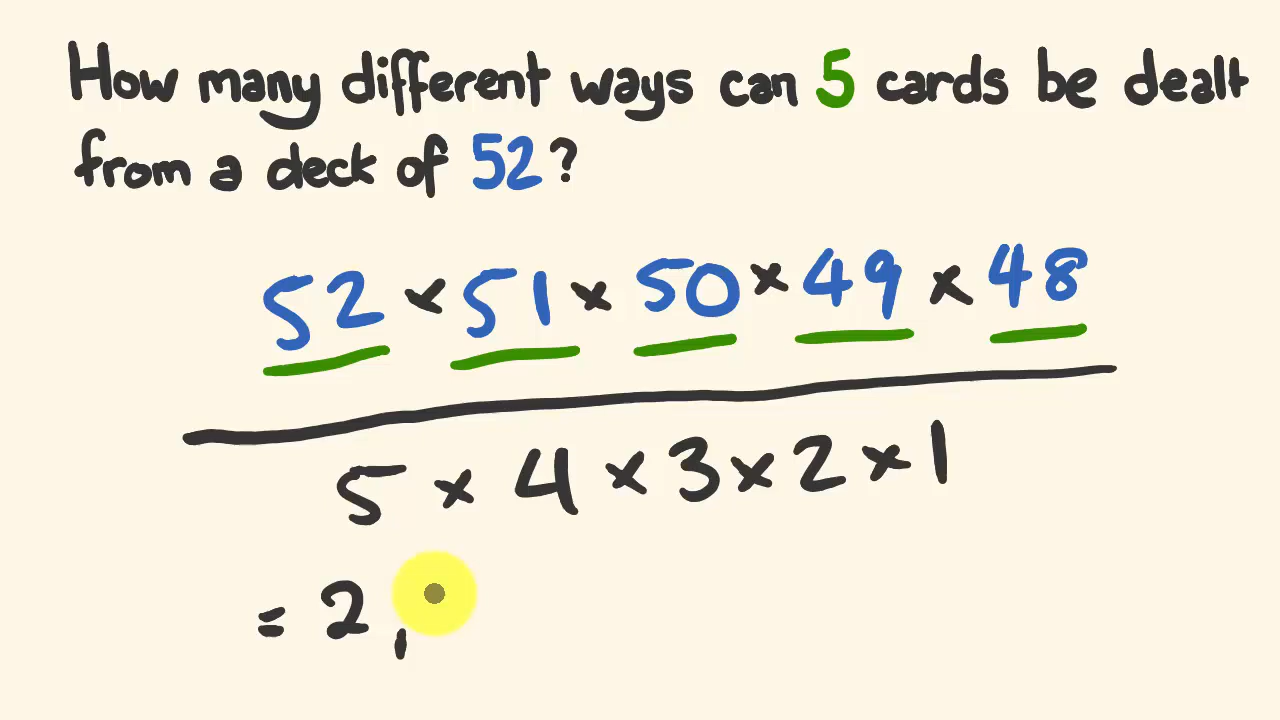 How many different ways can 5 cards be dealt
from a deck of 52?
52 × 51 × 50 × 49 × 48
5 × 4 × 3 × 2 × 1
= 2,